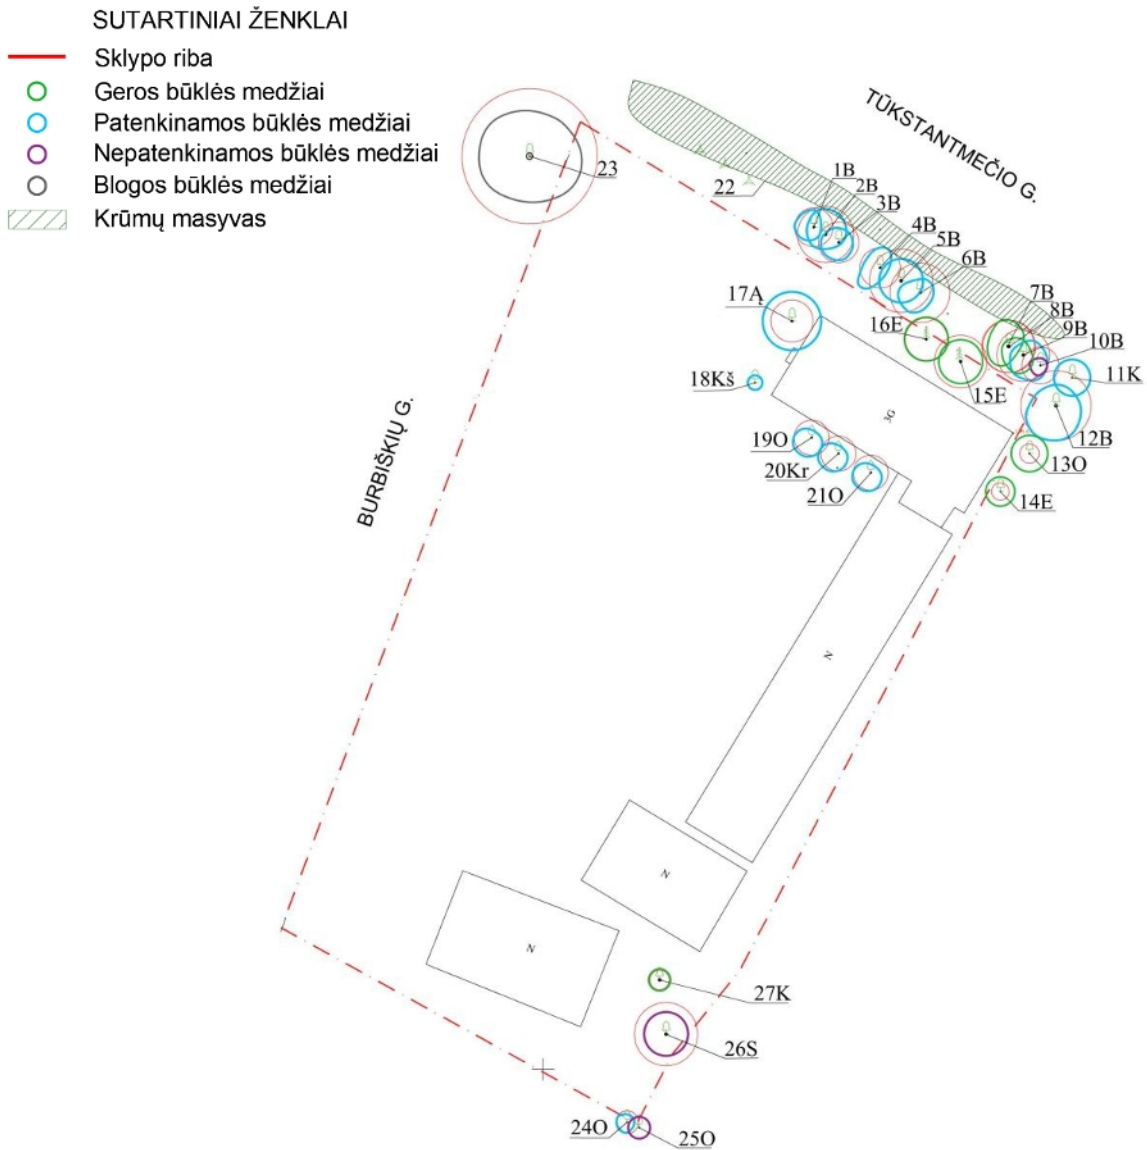 SUTARTINIAI ŽENKLAI
Sklypo riba
Geros būklės medžiai
Patenkinamos būklės medžiai
Nepatenkinamos būklės medžiai
Blogos būklės medžiai
Krūmų masyvas
TŪKSTANTMEČIO G.
BURBIŠKIŲ G.
23
22
1B
2B
3B
4B
5B
6B
7B
8B
9B
10B
11K
12B
13O
14E
15E
16E
17Ą
18Kš
19O
20Kr
21O
3G
N
N
N
27K
26S
24O
25O